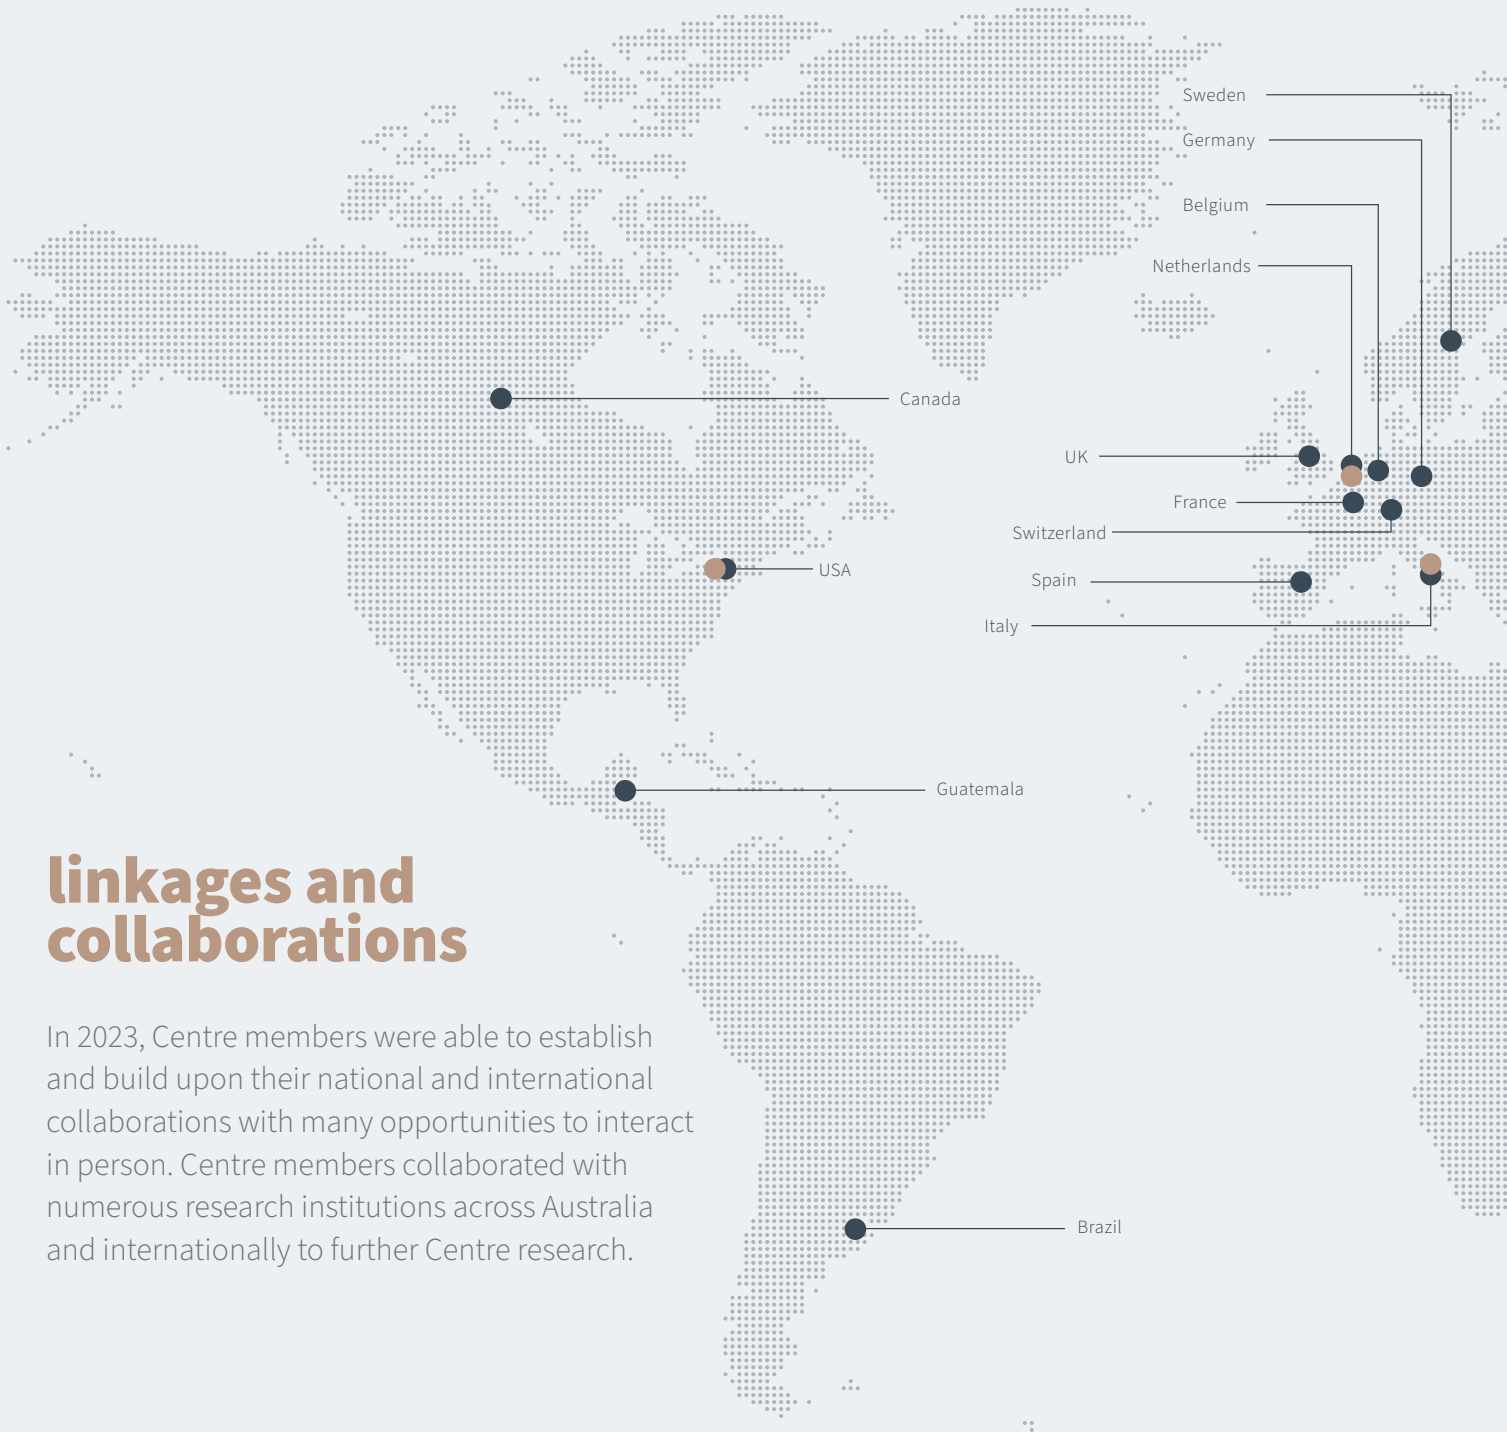 Sweden
Germany
Belgium
Netherlands
Canada
UK
France
Switzerland
USA
Spain
Italy
Guatemala
linkages and
collaborations
In 2023, Centre members were able to establish
and build upon their national and international
collaborations with many opportunities to interact
in person. Centre members collaborated with
numerous research institutions across Australia
and internationally to further Centre research.
Brazil